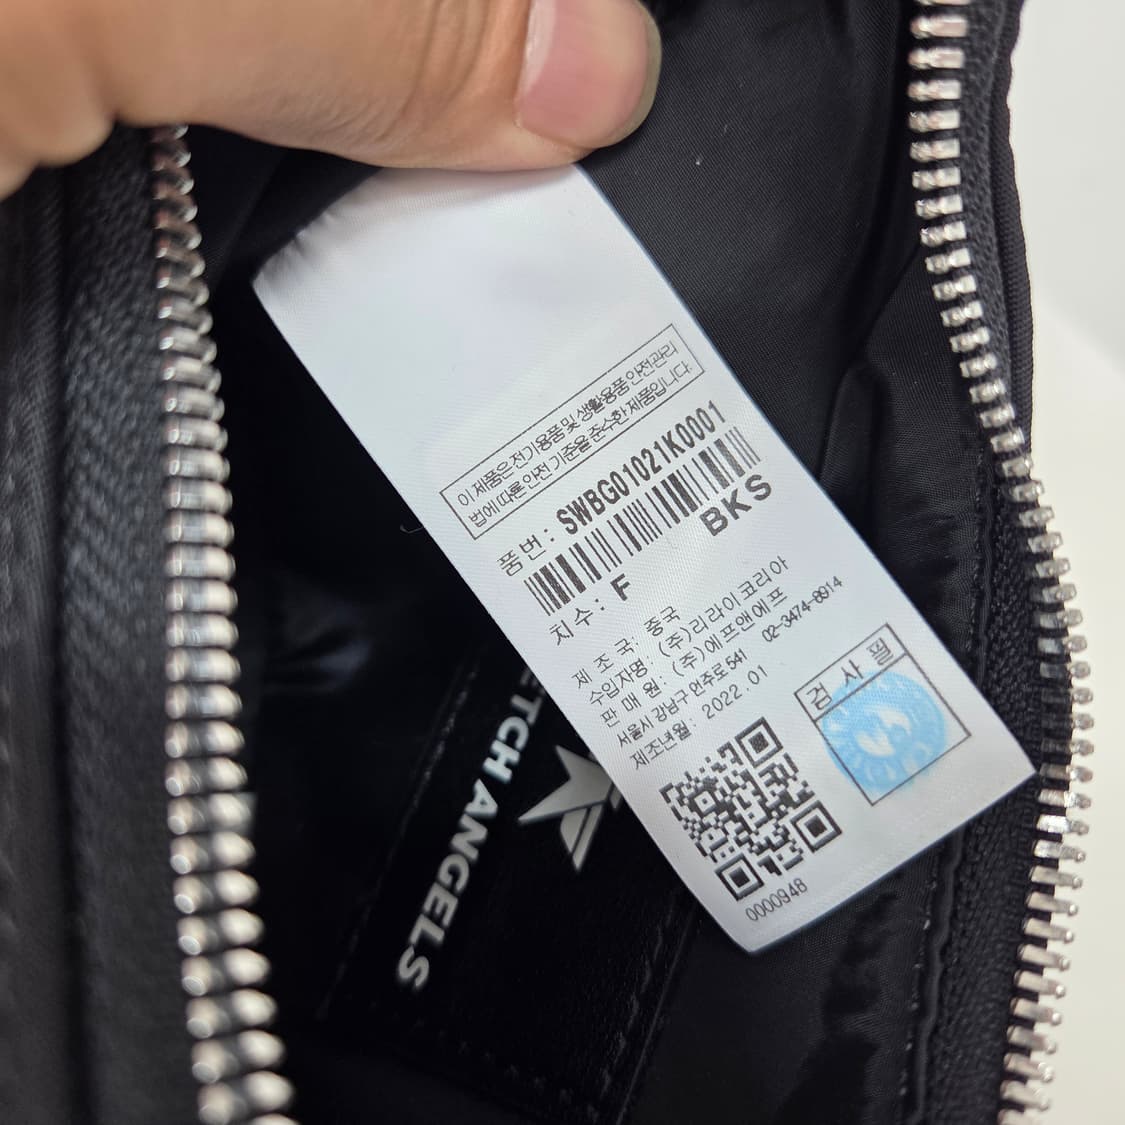 이 제품은 전기용품 및 생활용품 안전관리
법에 따른 안전 기준을 준수한 제품입니다.
품번: SWBG01021K0001
BKS
치수: F
제 조 국: 중국
수입자명: (주)리라이코리아
판 매 원: (주)에프앤에프
서울시 강남구 언주로 541 02-3474-8914
제조년월: 2022.01
검 사 필
0000948
ETCH ANGELS